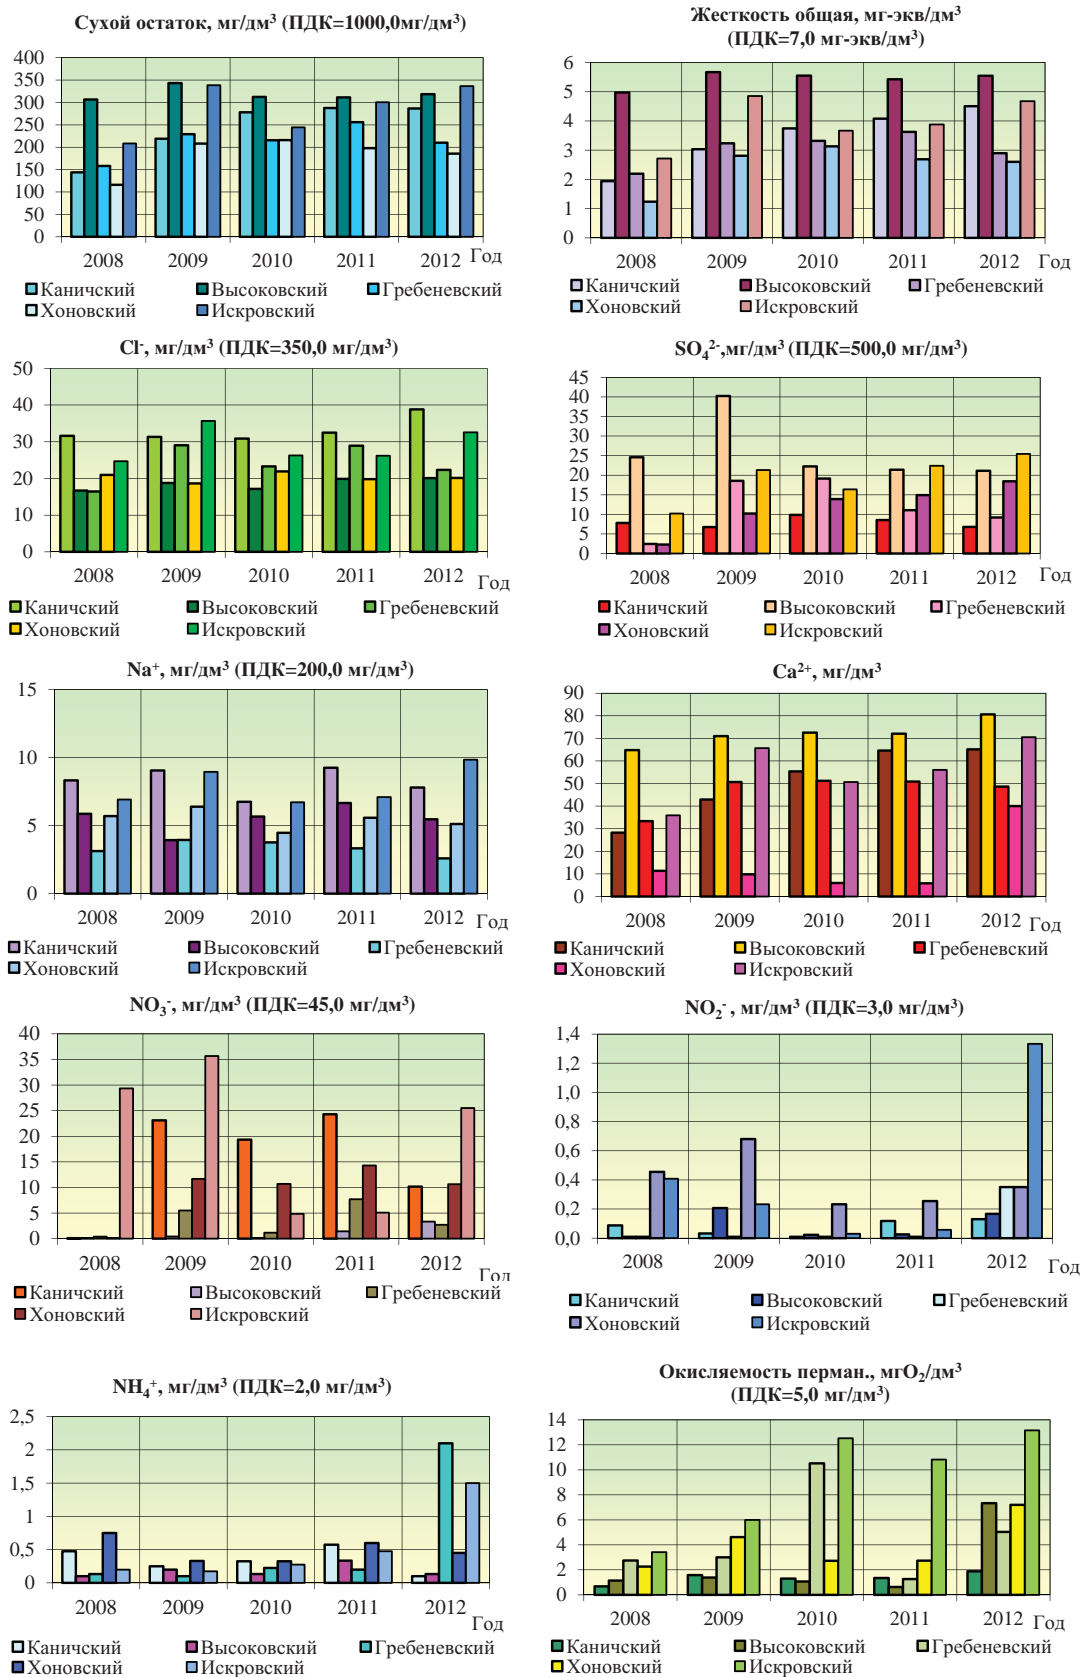 Сухой остаток, мг/дм³ (ПДК=1000,0мг/дм³)
400
350
300
250
200
150
100
50
0
2008 2009 2010 2011 2012 Год
Каничский Высоковский Гребеневский
Хоновский Искровский
Жесткость общая, мг-экв/дм³
(ПДК=7,0 мг-экв/дм³)
6
5
4
3
2
1
0
2008 2009 2010 2011 2012 Год
Каничский Высоковский Гребеневский
Хоновский Искровский
Cl⁻, мг/дм³ (ПДК=350,0 мг/дм³)
50
40
30
20
10
0
2008 2009 2010 2011 2012 Год
Каничский Высоковский Гребеневский
Хоновский Искровский
SO₄²⁻,мг/дм³ (ПДК=500,0 мг/дм³)
45
40
35
30
25
20
15
10
5
0
2008 2009 2010 2011 2012 Год
Каничский Высоковский Гребеневский
Хоновский Искровский
Na⁺, мг/дм³ (ПДК=200,0 мг/дм³)
15
10
5
0
2008 2009 2010 2011 2012 Год
Каничский Высоковский Гребеневский
Хоновский Искровский
Ca²⁺, мг/дм³
90
80
70
60
50
40
30
20
10
0
2008 2009 2010 2011 2012 Год
Каничский Высоковский Гребеневский
Хоновский Искровский
NO₃⁻, мг/дм³ (ПДК=45,0 мг/дм³)
40
35
30
25
20
15
10
5
0
2008 2009 2010 2011 2012 Год
Каничский Высоковский Гребеневский
Хоновский Искровский
NO₂⁻, мг/дм³ (ПДК=3,0 мг/дм³)
1,4
1,2
1,0
0,8
0,6
0,4
0,2
0,0
2008 2009 2010 2011 2012 Год
Каничский Высоковский Гребеневский
Хоновский Искровский
NH₄⁺, мг/дм³ (ПДК=2,0 мг/дм³)
2,5
2
1,5
1
0,5
0
2008 2009 2010 2011 2012 Год
Каничский Высоковский Гребеневский
Хоновский Искровский
Окисляемость перман., мгО₂/дм³
(ПДК=5,0 мг/дм³)
14
12
10
8
6
4
2
0
2008 2009 2010 2011 2012 Год
Каничский Высоковский Гребеневский
Хоновский Искровский